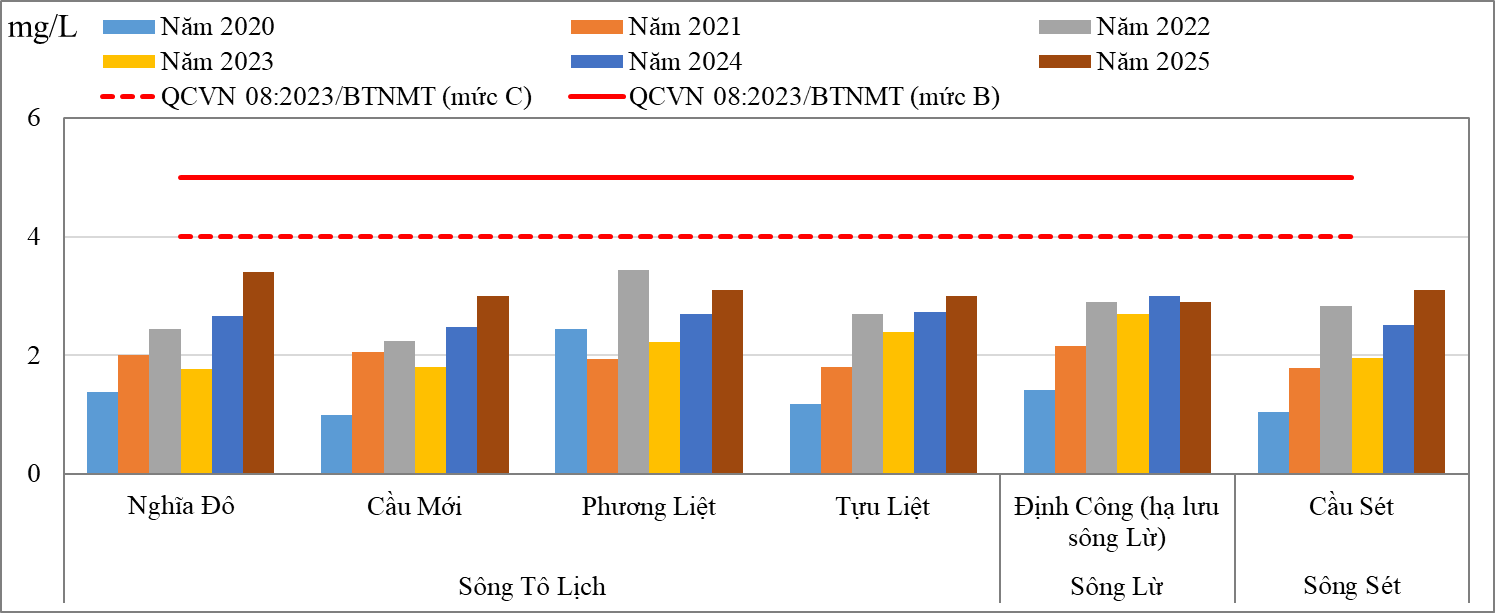 mg/L
Năm 2020
Năm 2021
Năm 2022
Năm 2023
Năm 2024
Năm 2025
QCVN 08:2023/BTNMT (mức C)
QCVN 08:2023/BTNMT (mức B)
6
4
2
0
Nghĩa Đô
Cầu Mới
Phương Liệt
Tựu Liệt
Định Công (hạ lưu
sông Lừ)
Cầu Sét
Sông Tô Lịch
Sông Lừ
Sông Sét